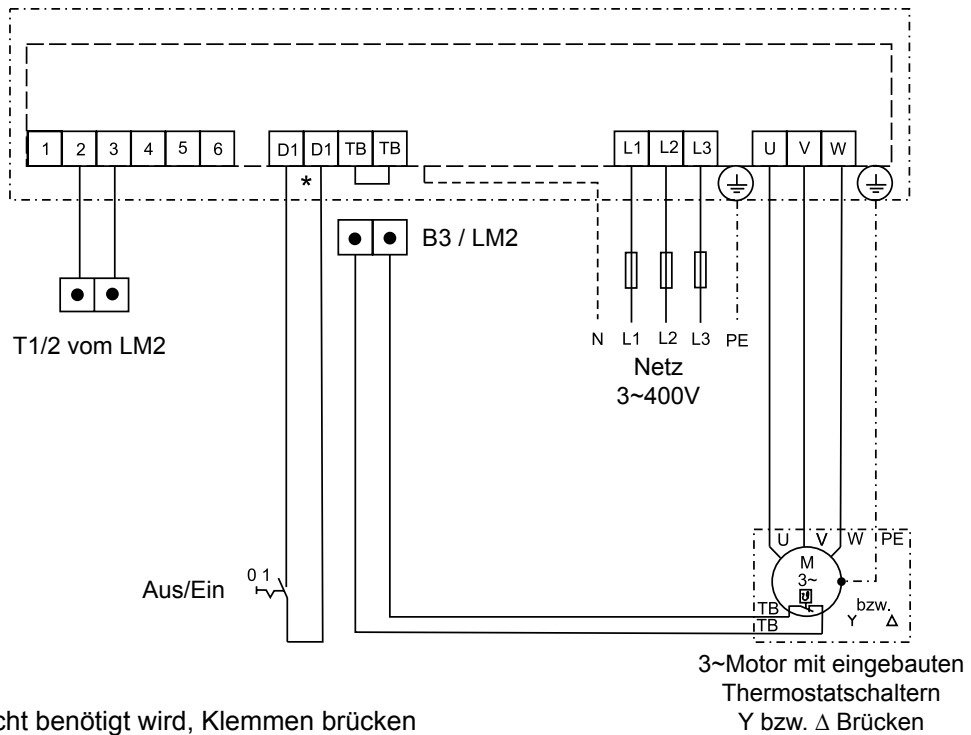 1 2 3 4 5 6 D1 D1 TB TB L1 L2 L3 U V W
*
B3 / LM2
T1/2 vom LM2
N L1 L2 L3 PE
Netz
3~400V
Aus/Ein
0 1
U V W PE
M
3~
TB
TB
bzw.
Y Δ
3~Motor mit eingebauten
Thermostatschaltern
Y bzw. Δ Brücken
benötigt wird, Klemmen brücken